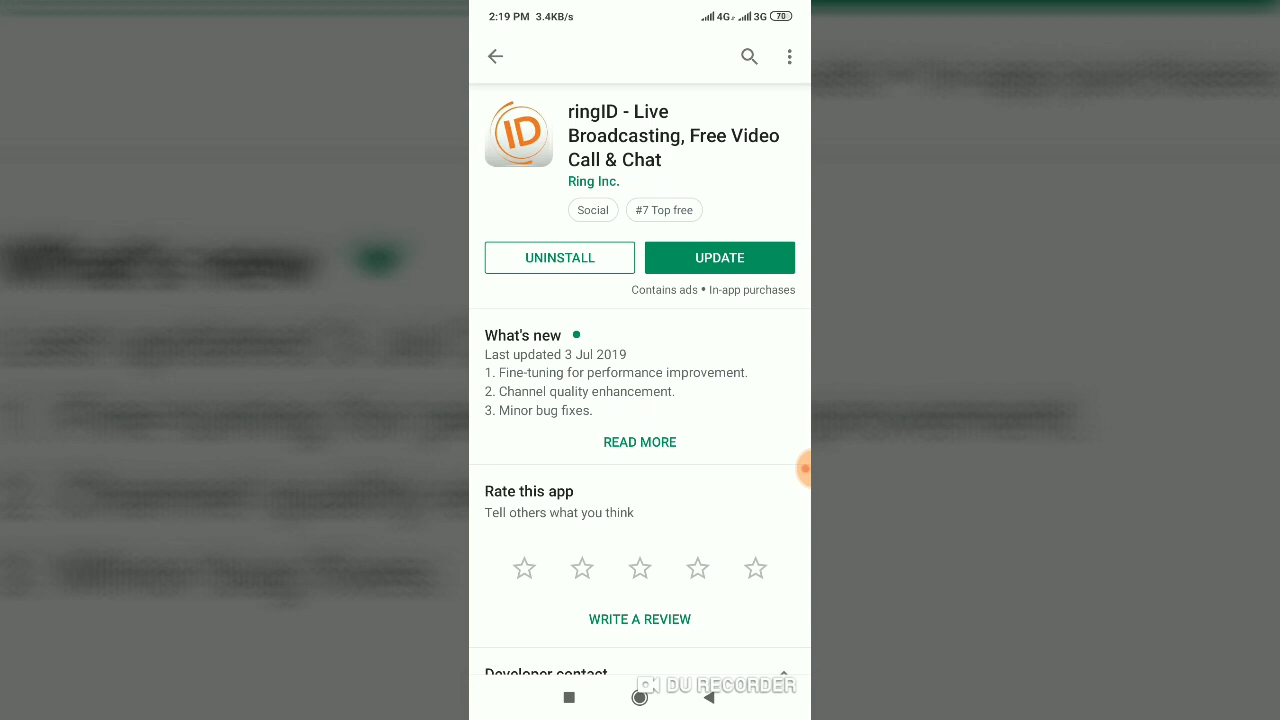 2:19 PM 3.4KB/s 4G 3G 70
ID
ringID - Live
Broadcasting, Free Video
Call & Chat
Ring Inc.
Social #7 Top free
UNINSTALL UPDATE
Contains ads • In-app purchases
What's new
Last updated 3 Jul 2019
1. Fine-tuning for performance improvement.
2. Channel quality enhancement.
3. Minor bug fixes.
READ MORE
Rate this app
Tell others what you think
WRITE A REVIEW
Developer contact
DU RECORDER